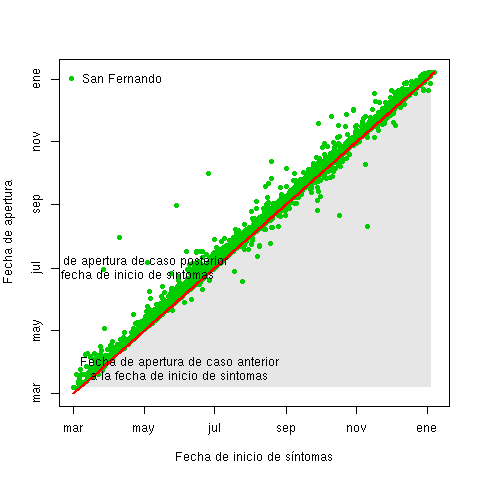 San Fernando
de apertura de caso posterior
fecha de inicio de síntomas
Fecha de apertura de caso anterior
a la fecha de inicio de sintomas
Fecha de apertura
mar
may
jul
sep
nov
ene
mar
may
jul
sep
nov
ene
Fecha de inicio de síntomas